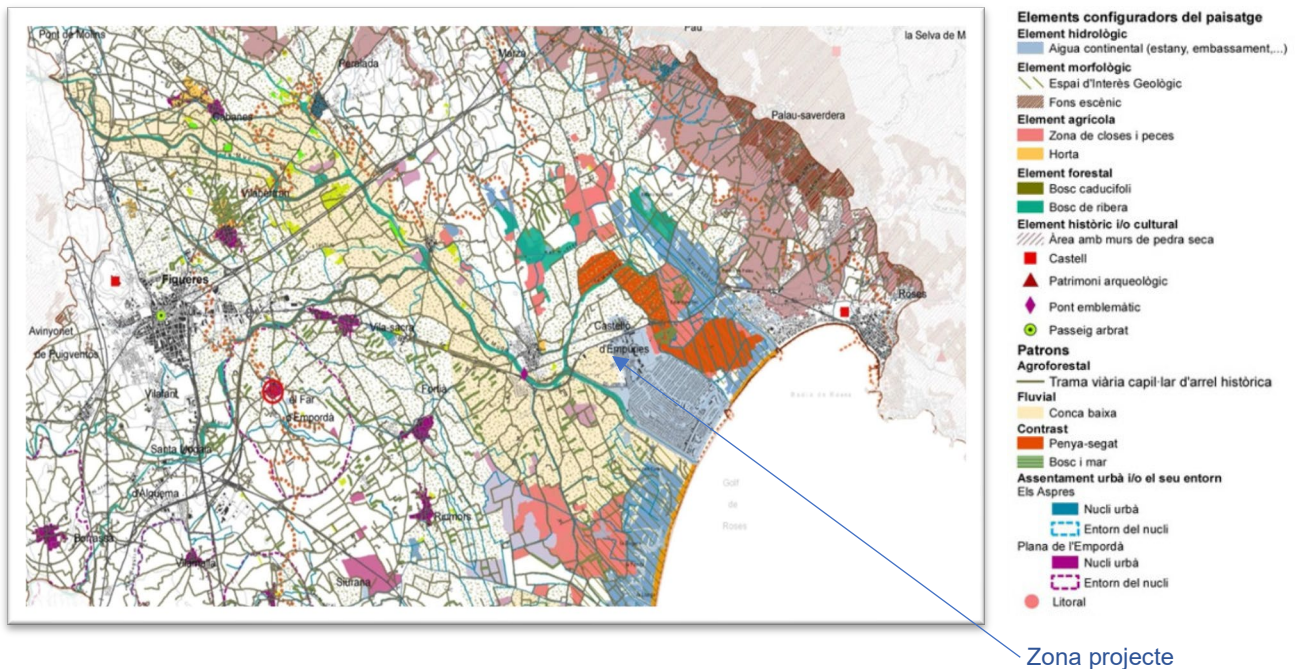 Pont de Molins
Pau
la Selva de M
Marzà
Peralada
Cabanes
Palau-saverdera
Vilabertran
Figueres
Roses
Avinyonet
de Puigventós
Vila-sacra
Castelló
d'Empúries
Vilafant
el Far
d'Empordà
Fortià
Santa Llogaia
d'Àlguema
Golf
de
Roses
Riumors
Borrassà
Siurana
Elements configuradors del paisatge
Element hidrològic
Aigua continental (estany, embassament,...)
Element morfològic
Espai d'Interès Geològic
Fons escènic
Element agrícola
Zona de closes i peces
Horta
Element forestal
Bosc caducifoli
Bosc de ribera
Element històric i/o cultural
Àrea amb murs de pedra seca
Castell
Patrimoni arqueològic
Pont emblemàtic
Passeig arbrat
Patrons
Agroforestal
Trama viària capil·lar d'arrel històrica
Fluvial
Conca baixa
Contrast
Penya-segat
Bosc i mar
Assentament urbà i/o el seu entorn
Els Aspres
Nucli urbà
Entorn del nucli
Plana de l'Empordà
Nucli urbà
Entorn del nucli
Litoral
Zona projecte